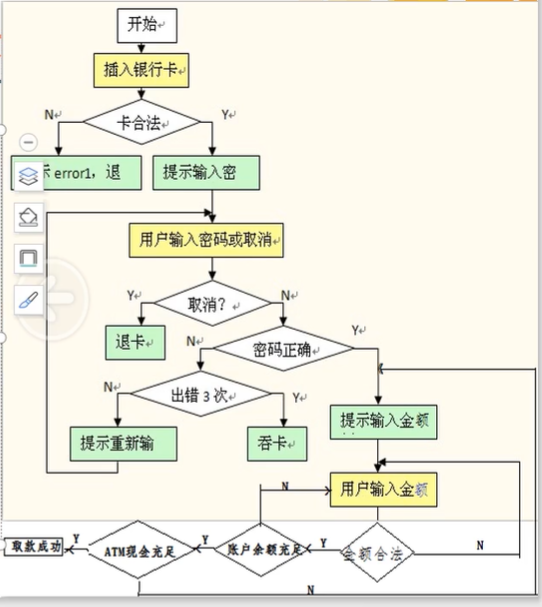 开始
插入银行卡
卡合法
N
Y
示 error1，退
提示输入密
用户输入密码或取消
取消？
Y
N
退卡
密码正确
N
Y
出错 3 次
N
Y
提示重新输
吞卡
提示输入金额
用户输入金额
N
取款成功
Y
ATM现金充足
Y
账户余额充足
Y
金额合法
N
N